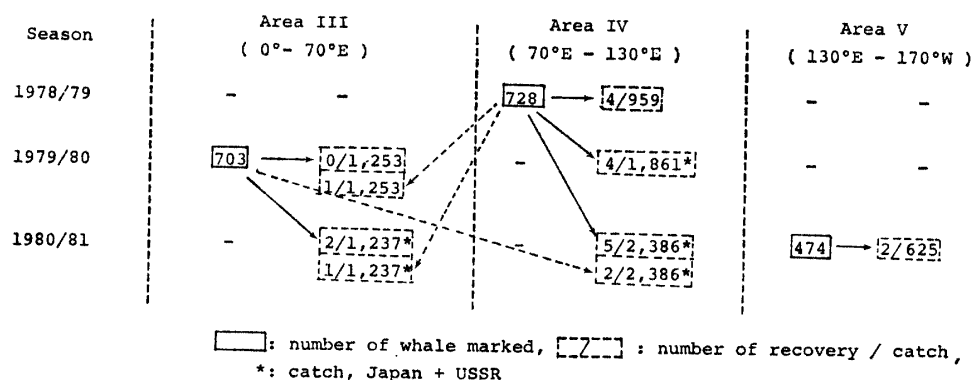 Season Area III Area IV Area V
( 0°- 70°E ) ( 70°E - 130°E ) ( 130°E - 170°W )
1978/79 - - 728 4/959 - -
1979/80 703 0/1,253 - 4/1,861* - -
1/1,253
1980/81 - 2/1,237* - 5/2,386* 474 2/625
1/1,237* 2/2,386*
: number of whale marked, / : number of recovery / catch,
*: catch, Japan + USSR